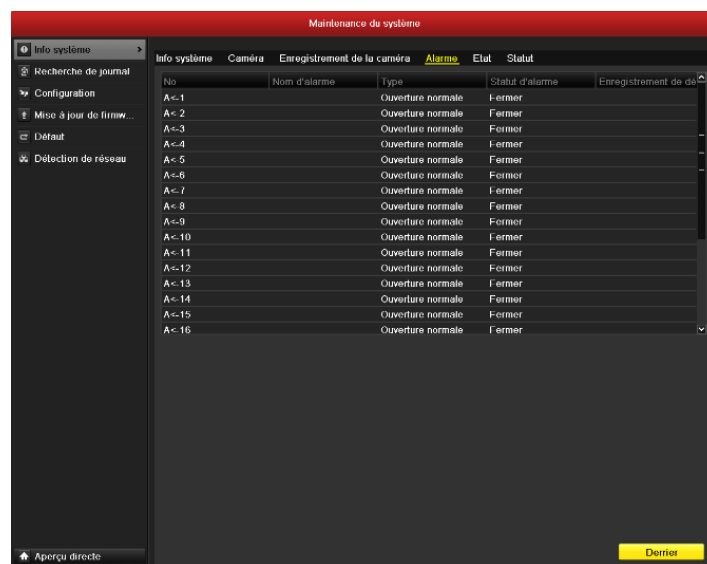 Maintenance du système
Info système
Recherche de journal
Configuration
Mise à jour de firmw...
Défaut
Détection de réseau
Info système Caméra Enregistrement de la caméra Alarme Etat Statut
No Nom d'alarme Type Statut d'alarme Enregistrement de dé
A<-1 Ouverture normale Fermer
A<-2 Ouverture normale Fermer
A<-3 Ouverture normale Fermer
A<-4 Ouverture normale Fermer
A<-5 Ouverture normale Fermer
A<-6 Ouverture normale Fermer
A<-7 Ouverture normale Fermer
A<-8 Ouverture normale Fermer
A<-9 Ouverture normale Fermer
A<-10 Ouverture normale Fermer
A<-11 Ouverture normale Fermer
A<-12 Ouverture normale Fermer
A<-13 Ouverture normale Fermer
A<-14 Ouverture normale Fermer
A<-15 Ouverture normale Fermer
A<-16 Ouverture normale Fermer
Aperçu directe
Derrier